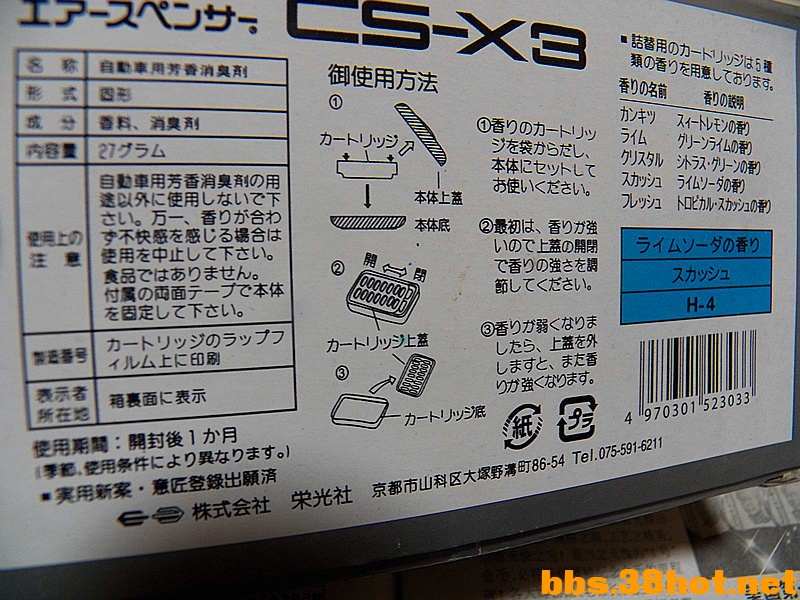 エアースペンサー®
CS-X3
名称 自動車用芳香消臭剤
形式 固形
成分 香料、消臭剤
内容量 27グラム
使用上の注意
自動車用芳香消臭剤の用
途以外に使用しないで下
さい。万一、香りが合わ
ず不快感を感じる場合は
使用を中止して下さい。
食品ではありません。
付属の両面テープで本体
を固定して下さい。
製造番号
カートリッジのラップフ
ィルム上に印刷
表示者所在地
箱裏面に表示
使用期間：開封後1か月
(季節、使用条件により異なります。)
■実用新案・意匠登録出願済
御使用方法
①
カートリッジ
本体上蓋
本体底
②
開 閉
カートリッジ上蓋
③
カートリッジ底
①香りのカートリッ
ジを袋からだし、
本体にセットして
お使いください。
②最初は、香りが強
いので上蓋の開閉
で香りの強さを調
節してください。
③香りが弱くなりま
したら、上蓋を外
しますと、また香
りが強くなります。
■詰替用のカートリッジは5種
類の香りを用意しております。
香りの名前 香りの説明
カンキツ スィートレモンの香り
ライム グリーンライムの香り
クリスタル シトラス・グリーンの香り
スカッシュ ライムソーダの香り
フレッシュ トロピカル・スカッシュの香り
ライムソーダの香り
スカッシュ
H-4
4 970301 523033
紙
プラ
株式会社 栄光社 京都市山科区大塚野溝町86-54 Tel.075-591-6211
bbs.38hot.net